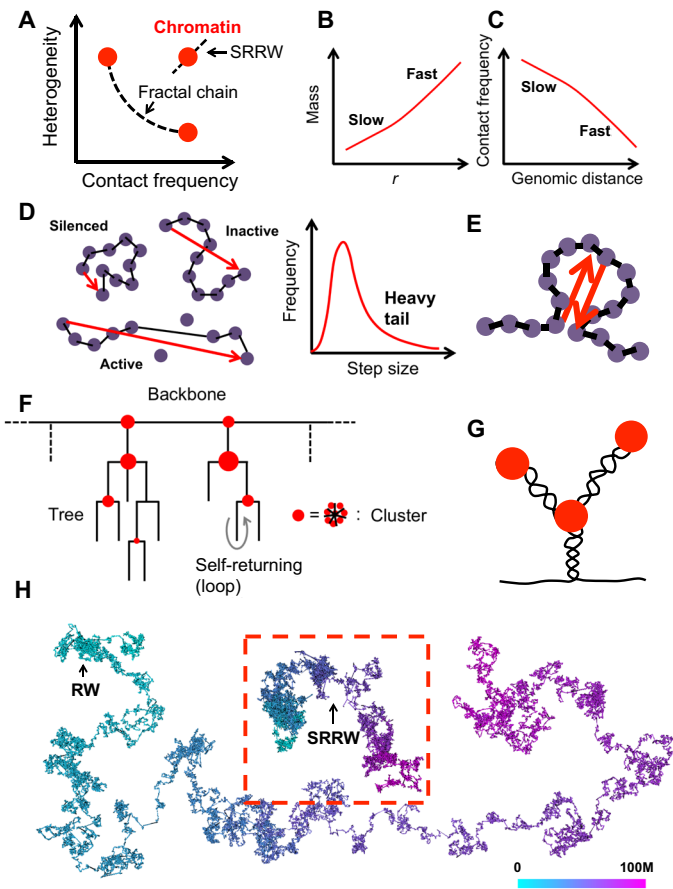 A
Heterogeneity
Chromatin
SRRW
Fractal chain
Contact frequency
B
Mass
Slow
Fast
r
C
Contact frequency
Slow
Fast
Genomic distance
D
Silenced
Inactive
Active
Frequency
Heavy
tail
Step size
E
F
Backbone
Tree
= : Cluster
Self-returning
(loop)
G
H
RW
SRRW
0 100M